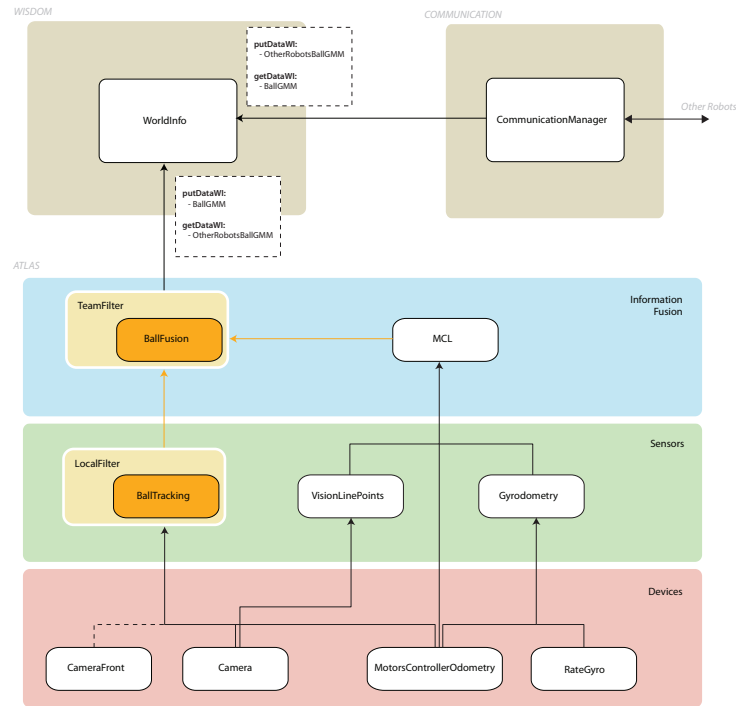 WISDOM
COMMUNICATION
putDataWI:
- OtherRobotsBallGMM
getDataWI:
- BallGMM
WorldInfo
CommunicationManager
Other Robots
putDataWI:
- BallGMM
getDataWI:
- OtherRobotsBallGMM
ATLAS
TeamFilter
Information
Fusion
BallFusion
MCL
Sensors
LocalFilter
BallTracking
VisionLinePoints
Gyrodometry
Devices
CameraFront
Camera
MotorsControllerOdometry
RateGyro